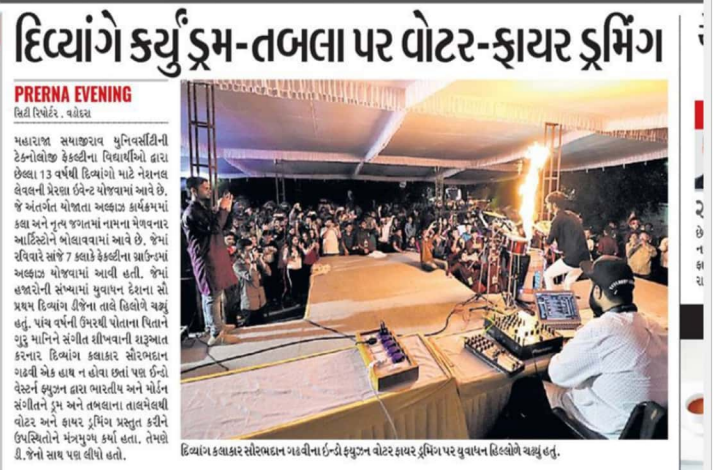 દિવ્યાંગે કર્યું ડ્રમ-તબલા પર વોટર-ફાયર ડ્રમિંગ
PRERNA EVENING
સિટી રિપોર્ટર . વડોદરા
મહારાજા સયાજીરાવ યુનિવર્સીટીની
ટેકનોલોજી ફેકલ્ટીના વિદ્યાર્થીઓ દ્વારા
છેલ્લા 13 વર્ષથી દિવ્યાંગો માટે નેશનલ
લેવલની પ્રેરણા ઇવેન્ટ યોજવામાં આવે છે.
જે અંતર્ગત યોજાતા અલ્ફાઝ કાર્યક્રમમાં
કલા અને નૃત્ય જગતમાં નામના મેળવનાર
આર્ટિસ્ટોને બોલાવવામાં આવે છે. જેમાં
રવિવારે સાંજે 7 કલાકે ફેકલ્ટીના ગ્રાઉન્ડમાં
અલ્ફાઝ યોજવામાં આવી હતી. જેમાં
હજારોની સંખ્યામાં યુવાધન દેશના સૌ
પ્રથમ દિવ્યાંગ ડીજેના તાલે હિલોળે ચઢ્યું
હતું. પાંચ વર્ષની ઉંમરથી પોતાના પિતાને
ગુરૂ માનિને સંગીત શીખવાની શરૂઆત
કરનાર દિવ્યાંગ કલાકાર સૌરભદાન
ગઢવી એક હાથ ન હોવા છતાં પણ ઈન્ડો
વેસ્ટર્ન ફ્યુઝન દ્વારા ભારતીય અને મોર્ડન
સંગીતને ડ્રમ અને તબલાના તાલમેલથી
વોટર અને ફાયર ડ્રમિંગ પ્રસ્તુત કરીને
ઉપસ્થિતોને મંત્રમુગ્ધ કર્યા હતા. તેમણે
ડી.જેનો સાથ પણ લીધો હતો.
દિવ્યાંગ કલાકાર સૌરભદાન ગઢવીના ઇન્ડો ફ્યુઝન વોટર ફાયર ડ્રમિંગ પર યુવાધન હિલ્લોળે ચઢ્યું હતું.